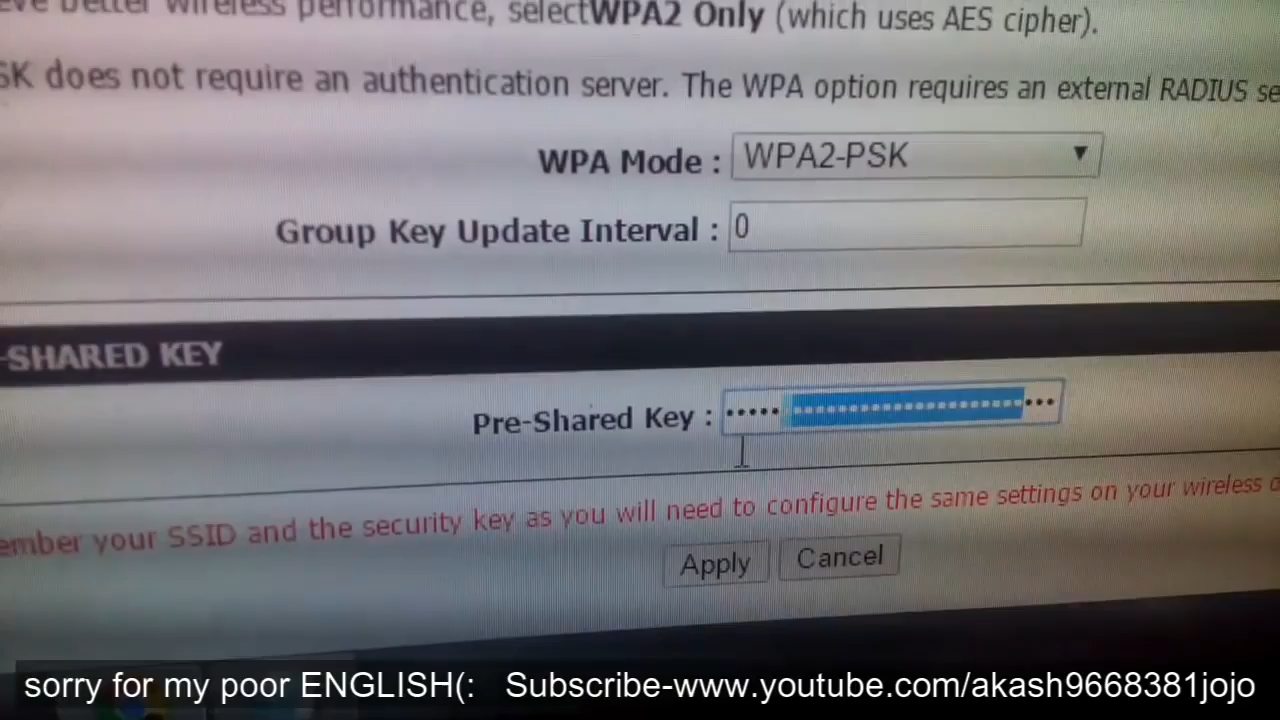 better wireless performance, select WPA2 Only (which uses AES cipher).
SK does not require an authentication server. The WPA option requires an external RADIUS se
WPA Mode : WPA2-PSK
Group Key Update Interval : 0
-SHARED KEY
Pre-Shared Key :
ember your SSID and the security key as you will need to configure the same settings on your wireless
Apply Cancel
sorry for my poor ENGLISH(: Subscribe-www.youtube.com/akash9668381jojo